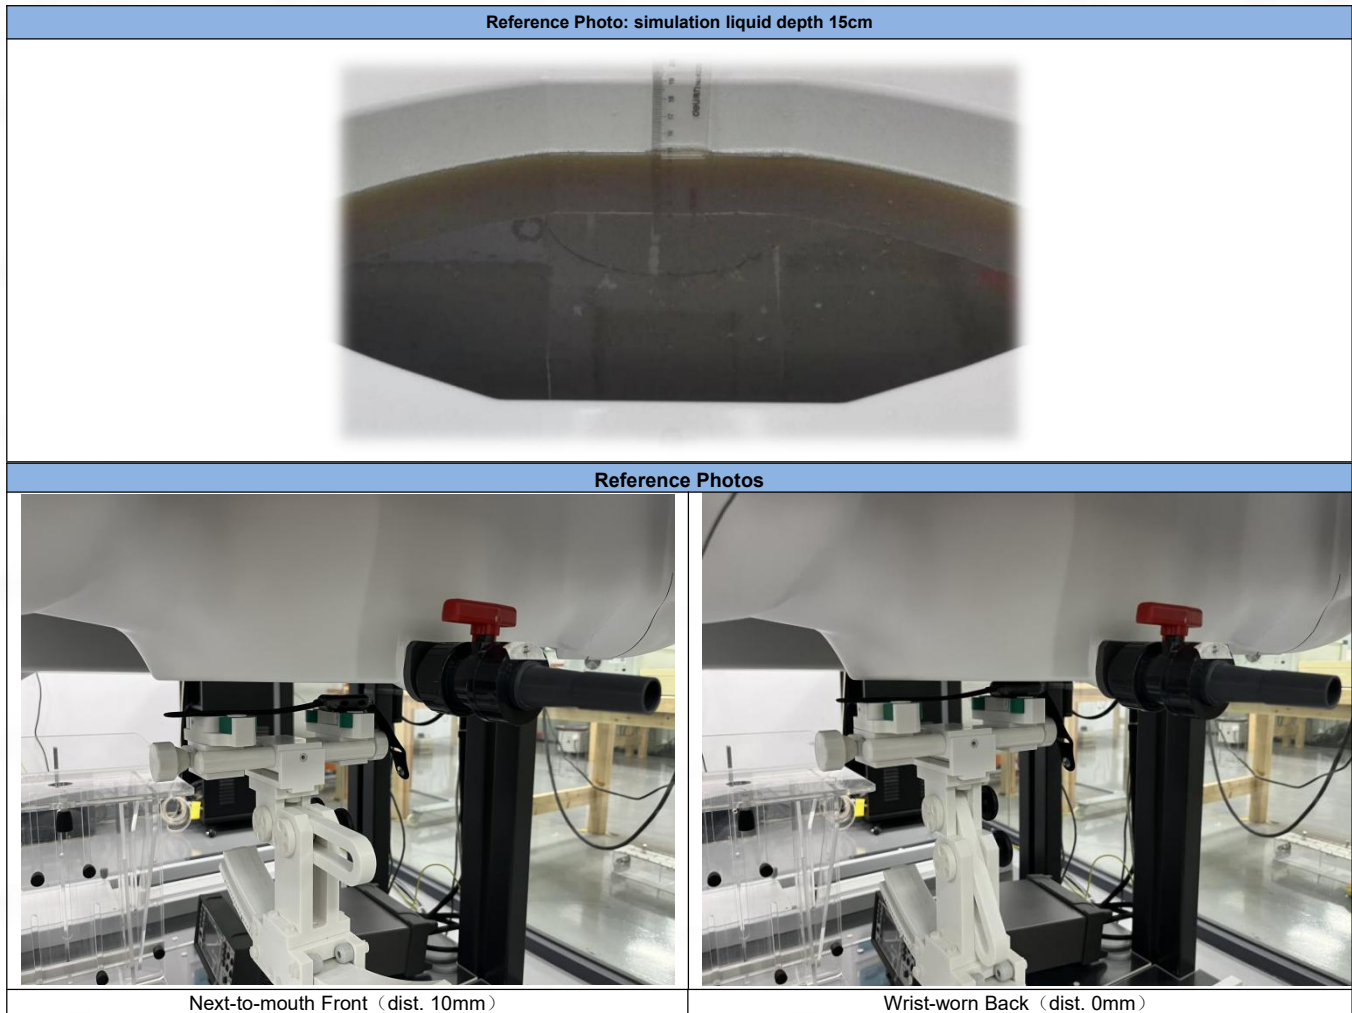 Reference Photo: simulation liquid depth 15cm
Reference Photos
Next-to-mouth Front（dist. 10mm）
Wrist-worn Back（dist. 0mm）